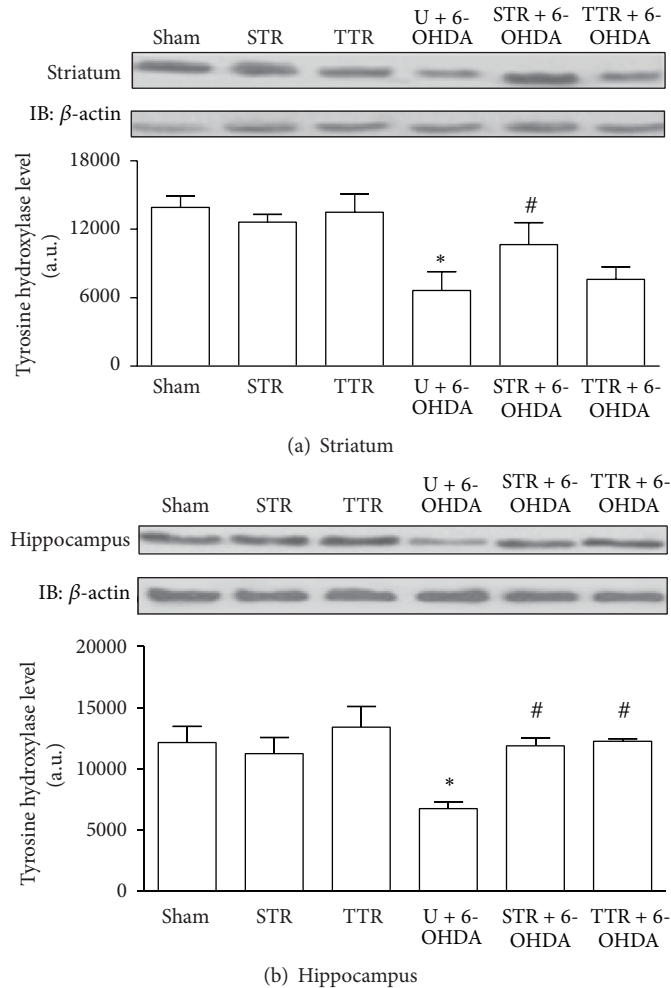 Sham STR TTR U + 6-OHDA STR + 6-OHDA TTR + 6-OHDA
Striatum
IB: β-actin
Tyrosine hydroxylase level
(a.u.)
18000
12000
6000
0
*
#
Sham STR TTR U + 6-OHDA STR + 6-OHDA TTR + 6-OHDA
(a) Striatum
Sham STR TTR U + 6-OHDA STR + 6-OHDA TTR + 6-OHDA
Hippocampus
IB: β-actin
Tyrosine hydroxylase level
(a.u.)
20000
15000
10000
5000
0
*
# #
Sham STR TTR U + 6-OHDA STR + 6-OHDA TTR + 6-OHDA
(b) Hippocampus